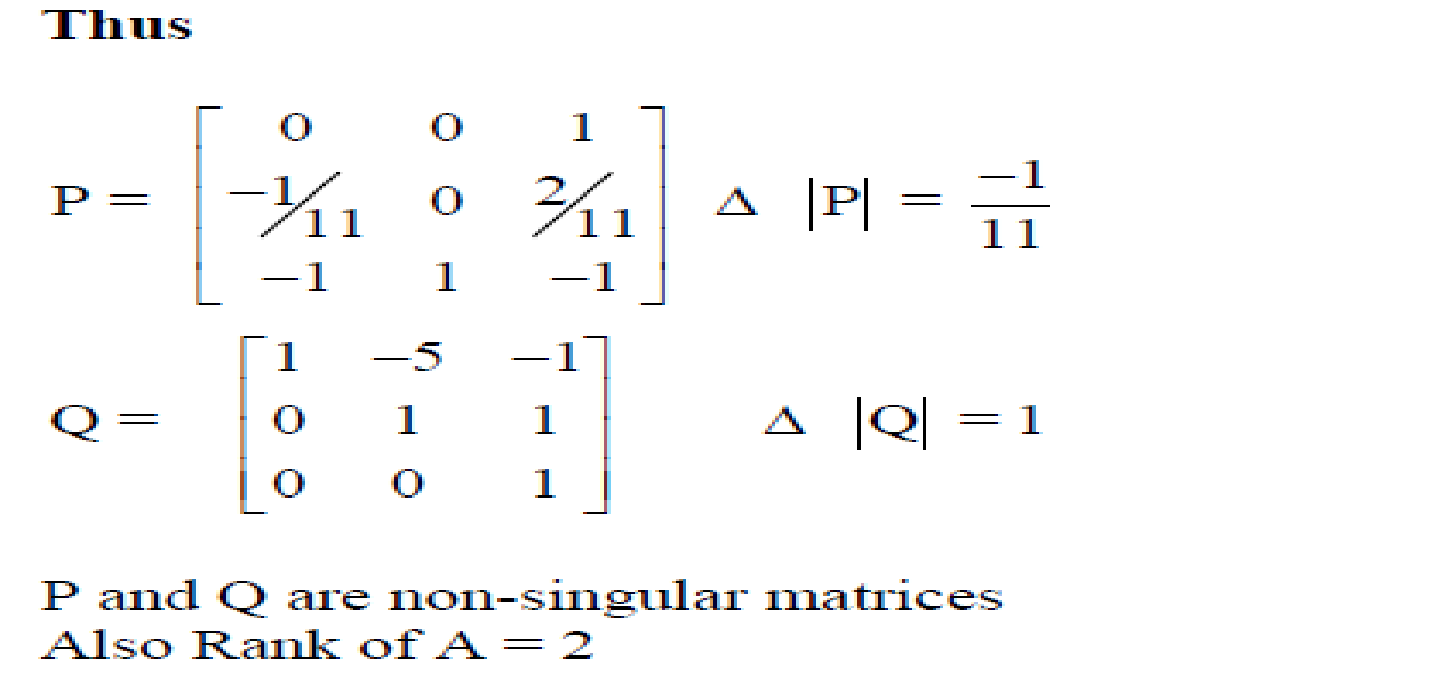 Thus
0 0 1
P = −1/11 0 2/11 Δ |P| = −1/11
−1 1 −1
1 −5 −1
Q = 0 1 1 Δ |Q| = 1
0 0 1
P and Q are non-singular matrices
Also Rank of A = 2